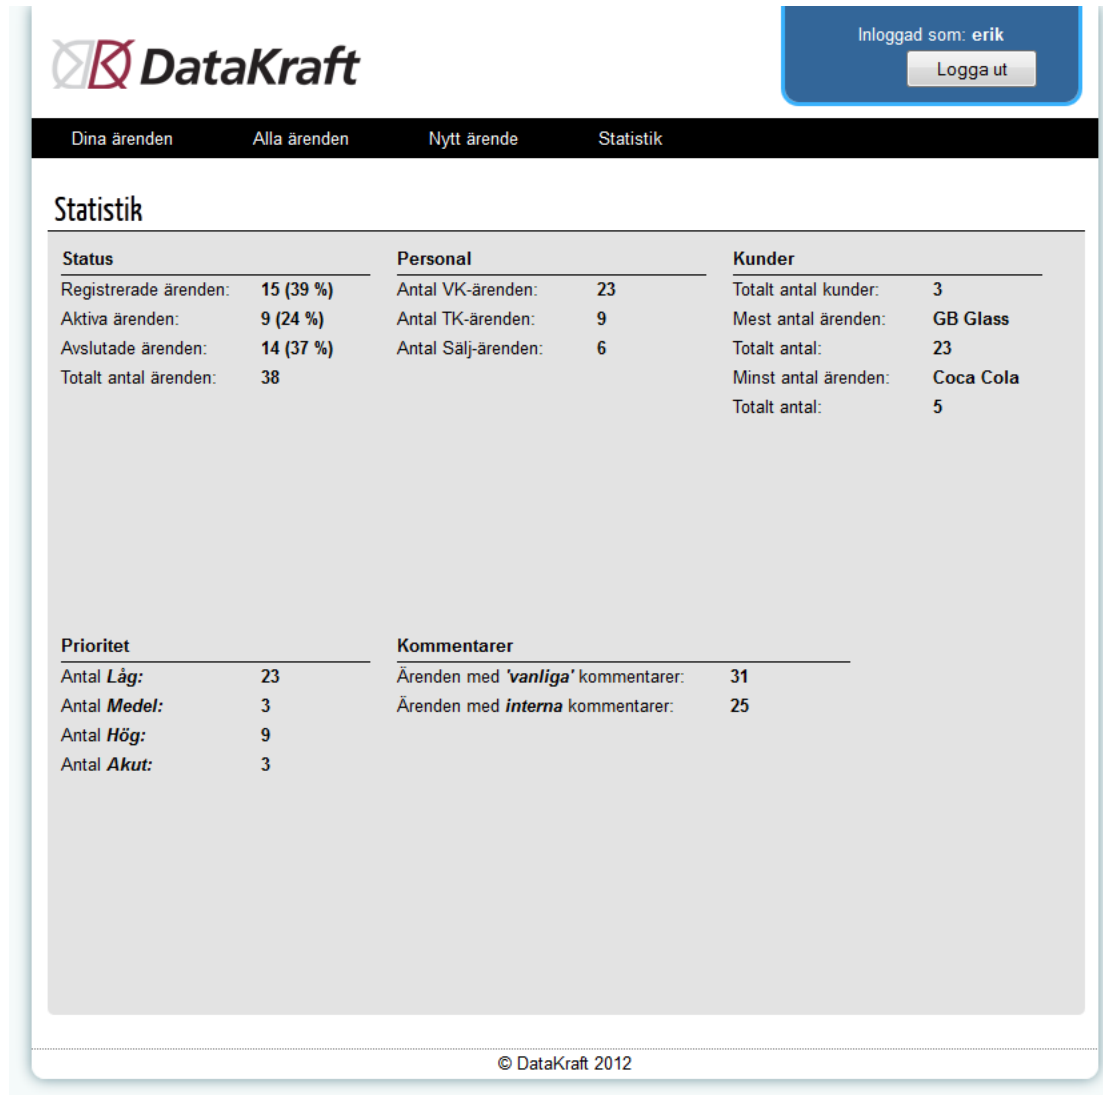 DataKraft
Inloggad som: erik
Logga ut
Dina ärenden Alla ärenden Nytt ärende Statistik
Statistik
Status
Registrerade ärenden: 15 (39 %)
Aktiva ärenden: 9 (24 %)
Avslutade ärenden: 14 (37 %)
Totalt antal ärenden: 38
Personal
Antal VK-ärenden: 23
Antal TK-ärenden: 9
Antal Sälj-ärenden: 6
Kunder
Totalt antal kunder: 3
Mest antal ärenden: GB Glass
Totalt antal: 23
Minst antal ärenden: Coca Cola
Totalt antal: 5
Prioritet
Antal Låg: 23
Antal Medel: 3
Antal Hög: 9
Antal Akut: 3
Kommentarer
Ärenden med 'vanliga' kommentarer: 31
Ärenden med interna kommentarer: 25
© DataKraft 2012